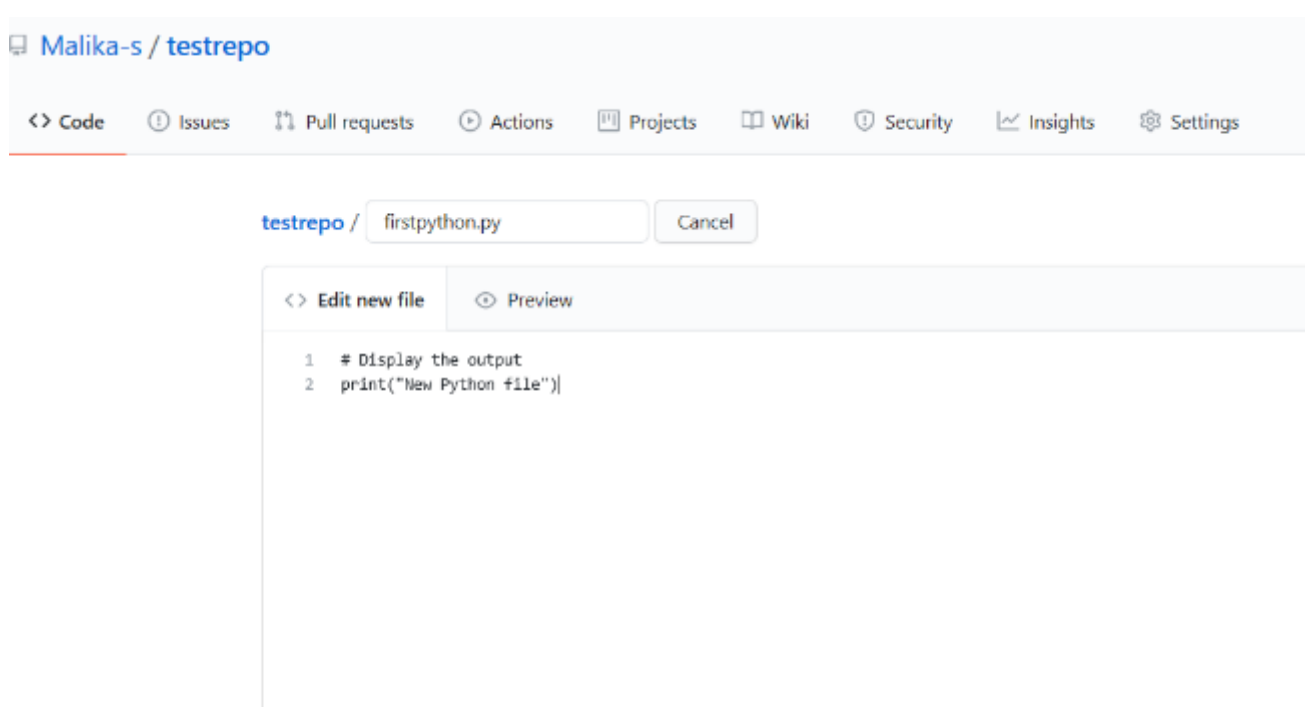 Malika-s / testrepo
<> Code Issues Pull requests Actions Projects Wiki Security Insights Settings
testrepo / firstpython.py Cancel
<> Edit new file Preview
1 # Display the output
2 print("New Python file")